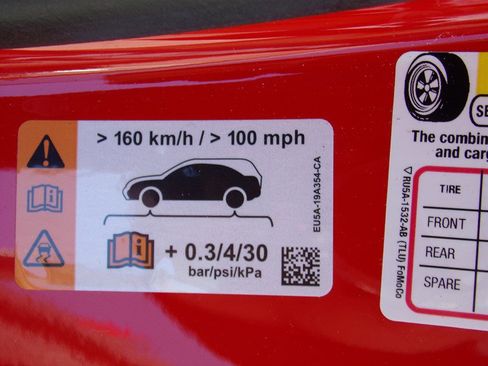 > 160 km/h / > 100 mph
+ 0.3/4/30
bar/psi/kPa
EU5A-19A354-CA
SE
The combin
and carg
TIRE
FRONT
REAR
SPARE
RU5A-1532-AB (TLU) FoMoCo